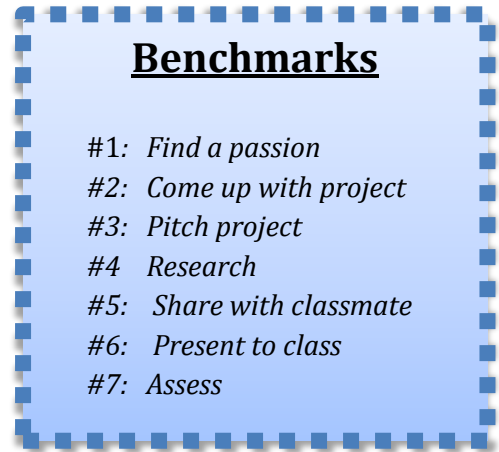 Benchmarks
#1: Find a passion
#2: Come up with project
#3: Pitch project
#4 Research
#5: Share with classmate
#6: Present to class
#7: Assess